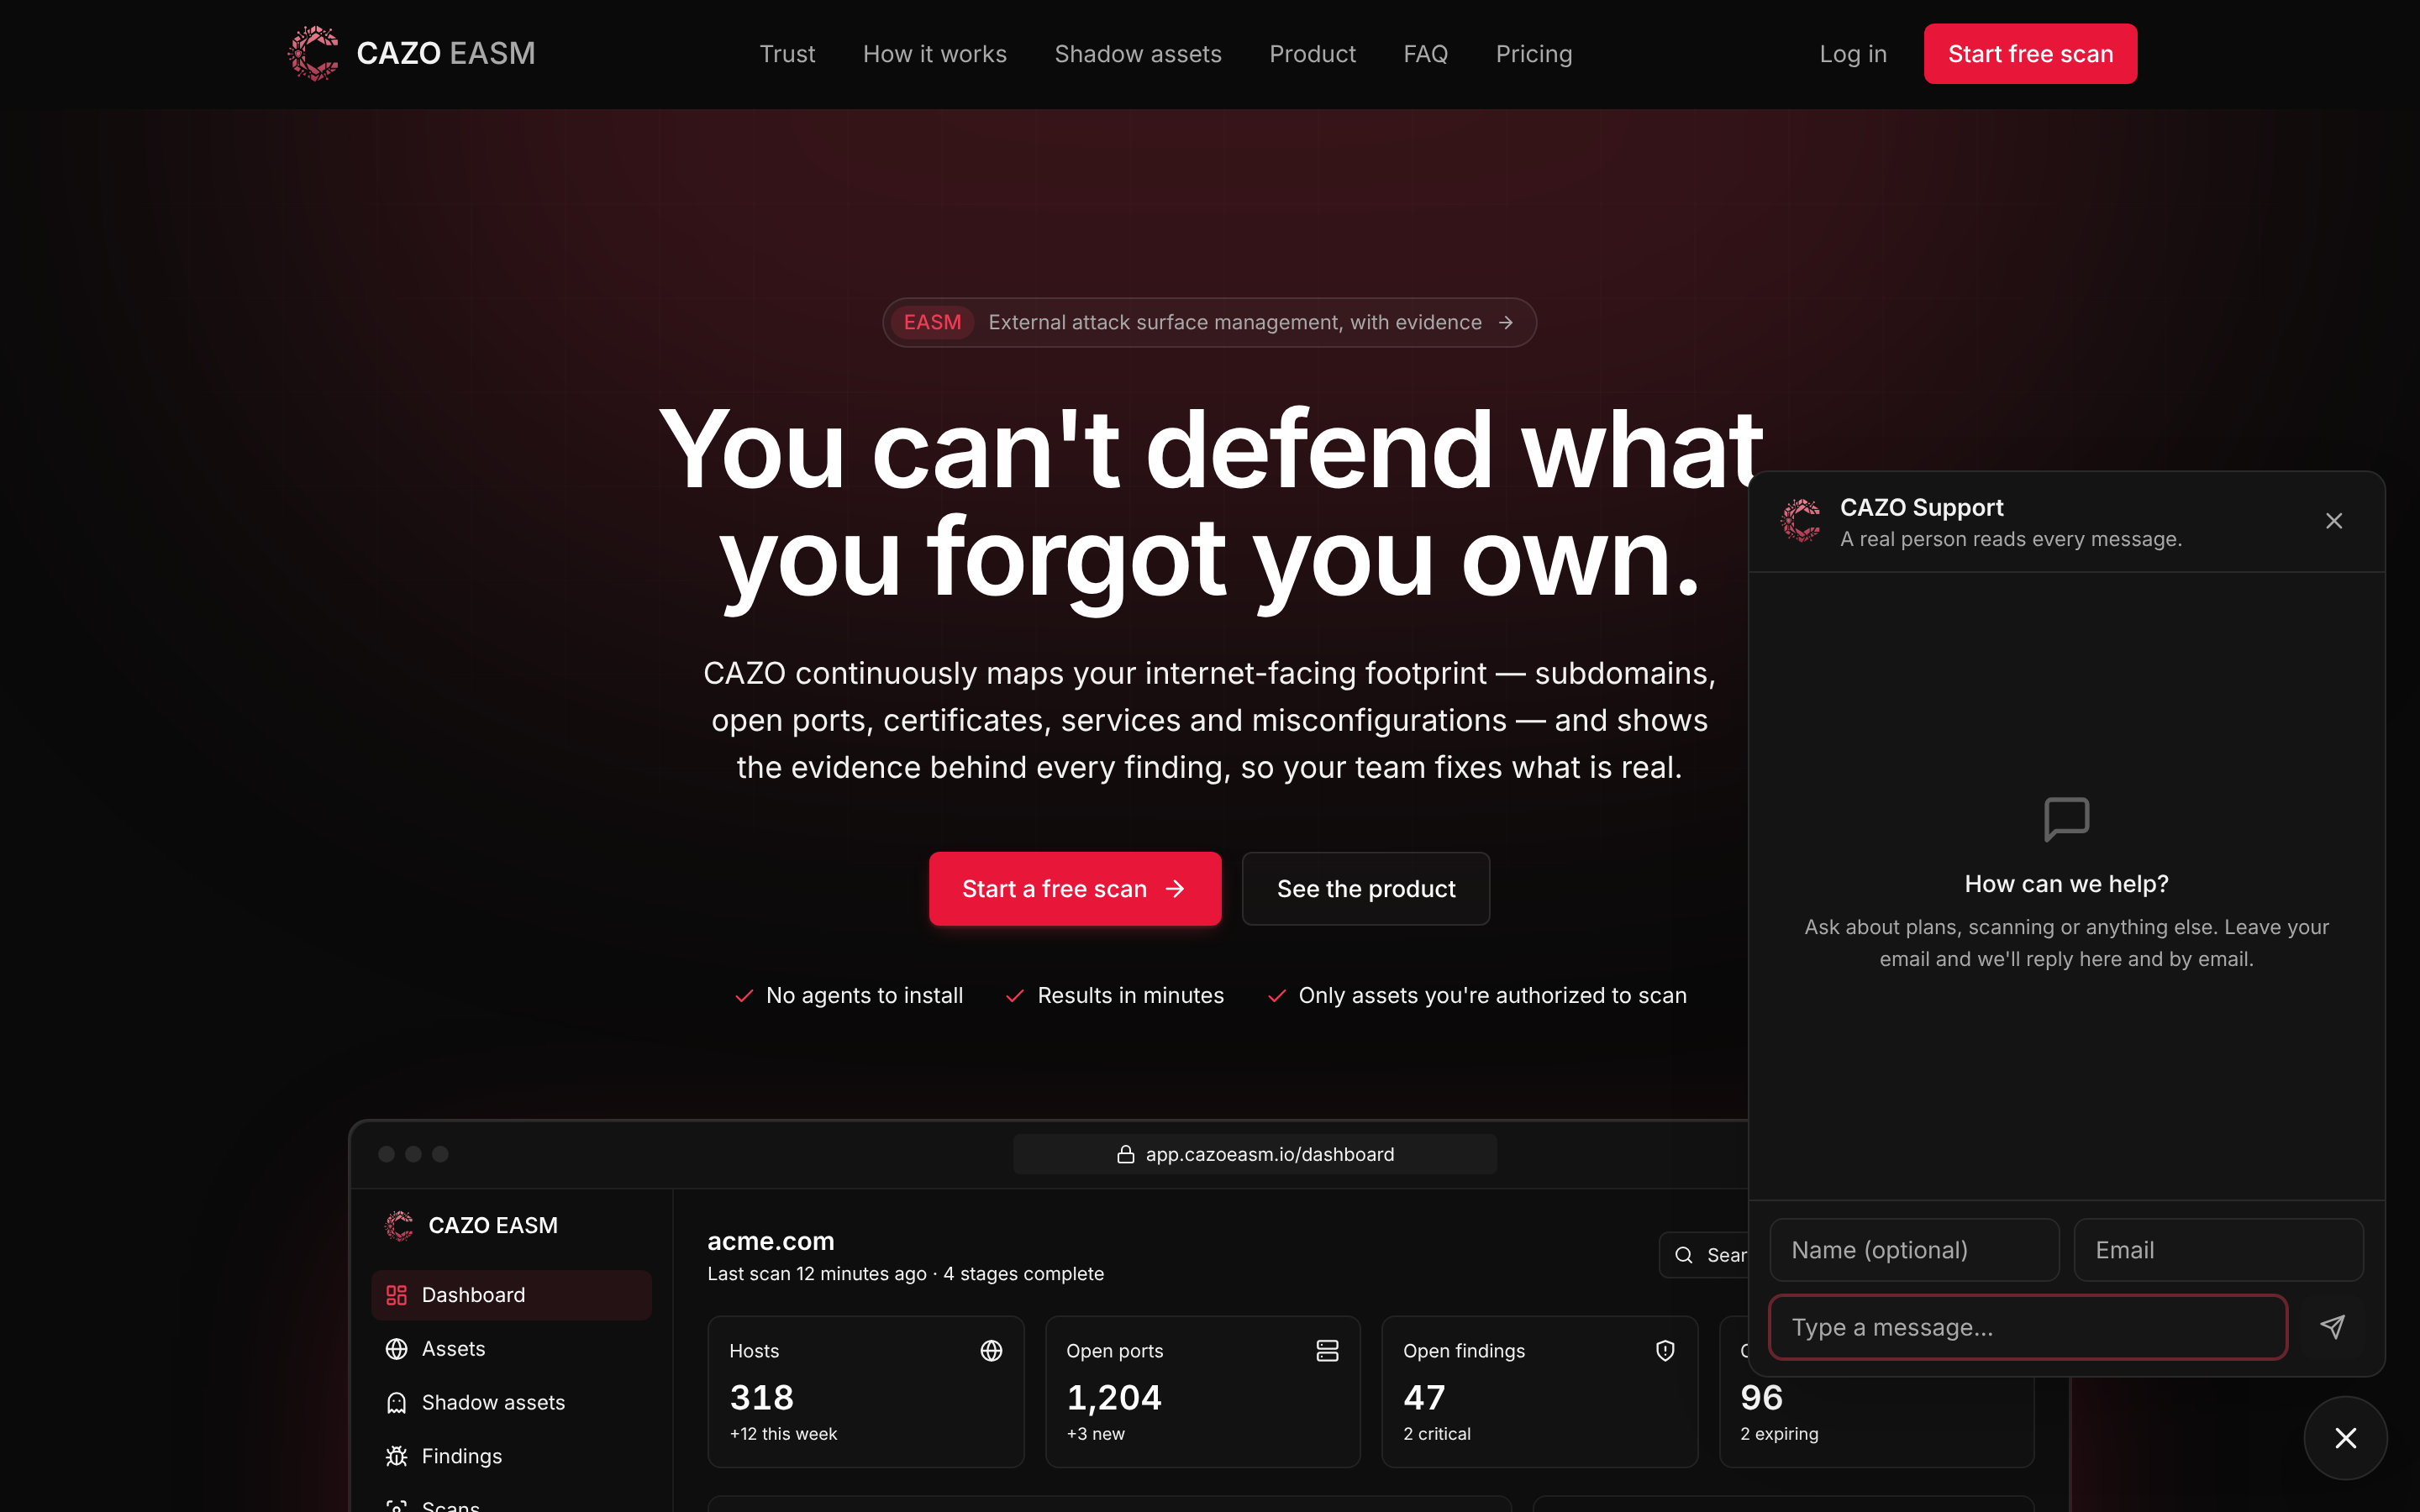 CAZO EASM
Trust
How it works
Shadow assets
Product
FAQ
Pricing
Log in
Start free scan
EASM External attack surface management, with evidence
You can't defend what
you forgot you own.
CAZO continuously maps your internet-facing footprint — subdomains,
open ports, certificates, services and misconfigurations — and shows
the evidence behind every finding, so your team fixes what is real.
Start a free scan
See the product
No agents to install
Results in minutes
Only assets you're authorized to scan
app.cazoeasm.io/dashboard
CAZO EASM
Dashboard
Assets
Shadow assets
Findings
Scans
acme.com
Last scan 12 minutes ago · 4 stages complete
Hosts
318
+12 this week
Open ports
1,204
+3 new
Open findings
47
2 critical
96
2 expiring
CAZO Support
A real person reads every message.
How can we help?
Ask about plans, scanning or anything else. Leave your
email and we'll reply here and by email.
Name (optional)
Email
Type a message...